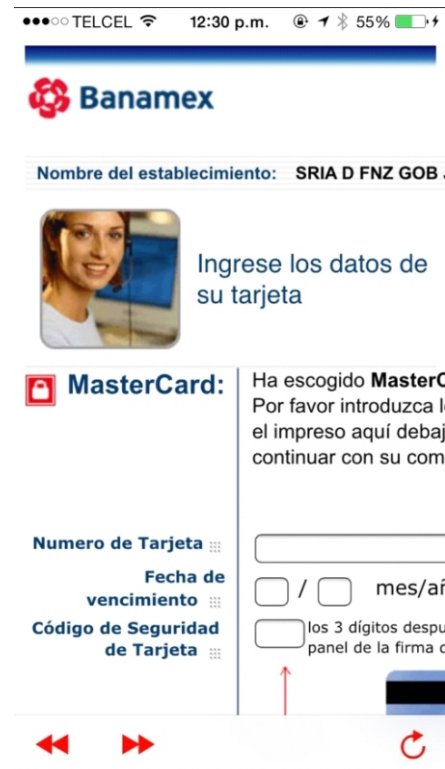 TELCEL 12:30 p.m. 55%
Banamex
Nombre del establecimiento: SRIA D FNZ GOB
Ingrese los datos de
su tarjeta
MasterCard:
Ha escogido MasterC
Por favor introduzca l
el impreso aquí debaj
continuar con su com
Numero de Tarjeta
Fecha de
vencimiento
/ mes/añ
Código de Seguridad
de Tarjeta
los 3 dígitos despu
panel de la firma